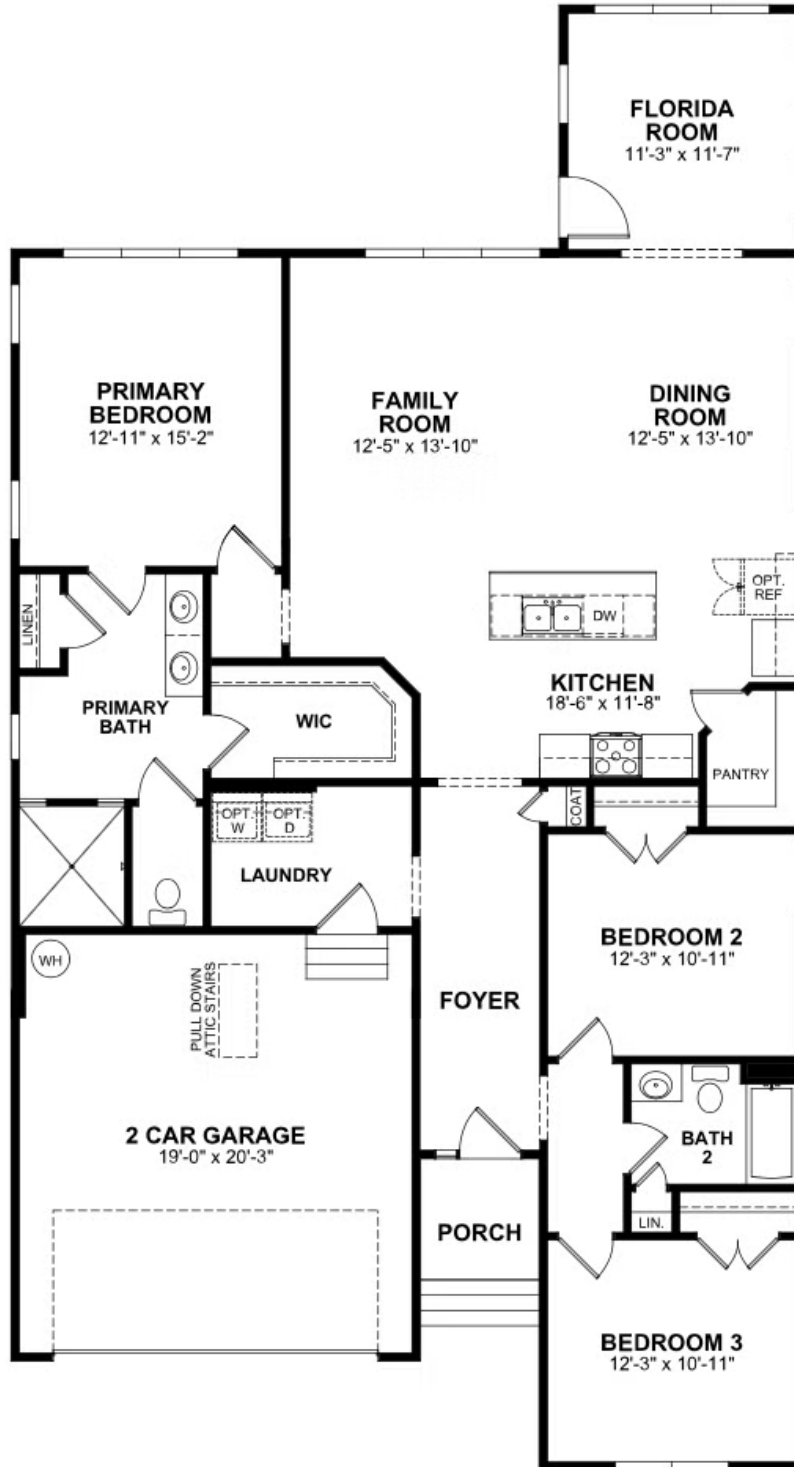 FLORIDA
ROOM
11'-3" x 11'-7"
PRIMARY
BEDROOM
12'-11" x 15'-2"
FAMILY
ROOM
12'-5" x 13'-10"
DINING
ROOM
12'-5" x 13'-10"
OPT.
REF
LINEN
DW
PRIMARY
BATH
WIC
KITCHEN
18'-6" x 11'-8"
PANTRY
OPT.
W
OPT.
D
COAT
LAUNDRY
WH
PULL DOWN
ATTIC STAIRS
FOYER
BEDROOM 2
12'-3" x 10'-11"
2 CAR GARAGE
19'-0" x 20'-3"
BATH
2
LIN.
PORCH
BEDROOM 3
12'-3" x 10'-11"